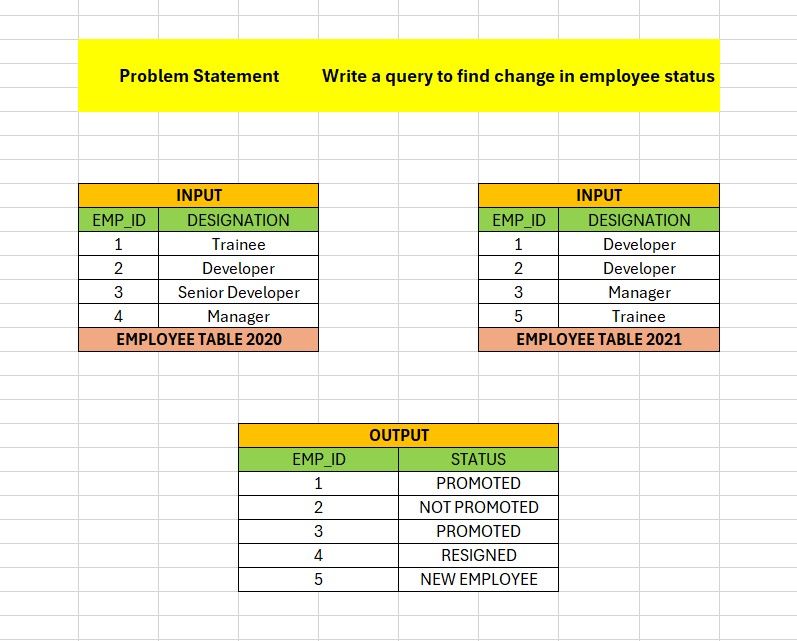 Problem Statement Write a query to find change in employee status
INPUT
EMP_ID DESIGNATION
1 Trainee
2 Developer
3 Senior Developer
4 Manager
EMPLOYEE TABLE 2020
INPUT
EMP_ID DESIGNATION
1 Developer
2 Developer
3 Manager
5 Trainee
EMPLOYEE TABLE 2021
OUTPUT
EMP_ID STATUS
1 PROMOTED
2 NOT PROMOTED
3 PROMOTED
4 RESIGNED
5 NEW EMPLOYEE